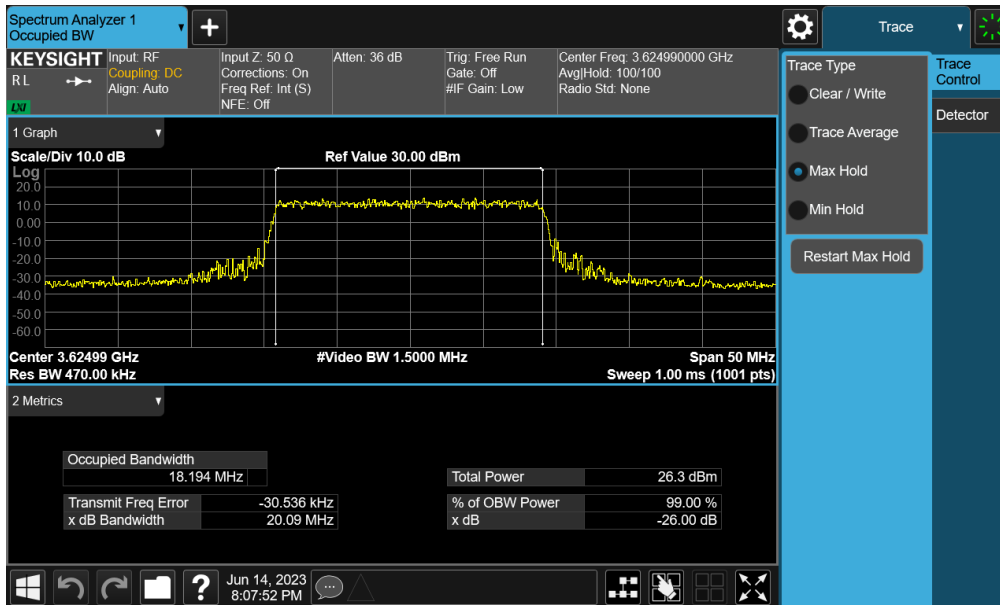 Spectrum Analyzer 1
Occupied BW
+
Trace
KEYSIGHT
R L
LXI
Input: RF
Coupling: DC
Align: Auto
Input Z: 50 Ω
Corrections: On
Freq Ref: Int (S)
NFE: Off
Atten: 36 dB
Trig: Free Run
Gate: Off
#IF Gain: Low
Center Freq: 3.624990000 GHz
Avg|Hold: 100/100
Radio Std: None
Trace Type
Clear / Write
Trace Average
Max Hold
Min Hold
Restart Max Hold
Trace
Control
Detector
1 Graph
Scale/Div 10.0 dB
Ref Value 30.00 dBm
Log
20.0
10.0
0.00
-10.0
-20.0
-30.0
-40.0
-50.0
-60.0
Center 3.62499 GHz
#Video BW 1.5000 MHz
Span 50 MHz
Res BW 470.00 kHz
Sweep 1.00 ms (1001 pts)
2 Metrics
Occupied Bandwidth
18.194 MHz
Total Power 26.3 dBm
Transmit Freq Error -30.536 kHz
% of OBW Power 99.00 %
x dB Bandwidth 20.09 MHz
x dB -26.00 dB
?
Jun 14, 2023
8:07:52 PM